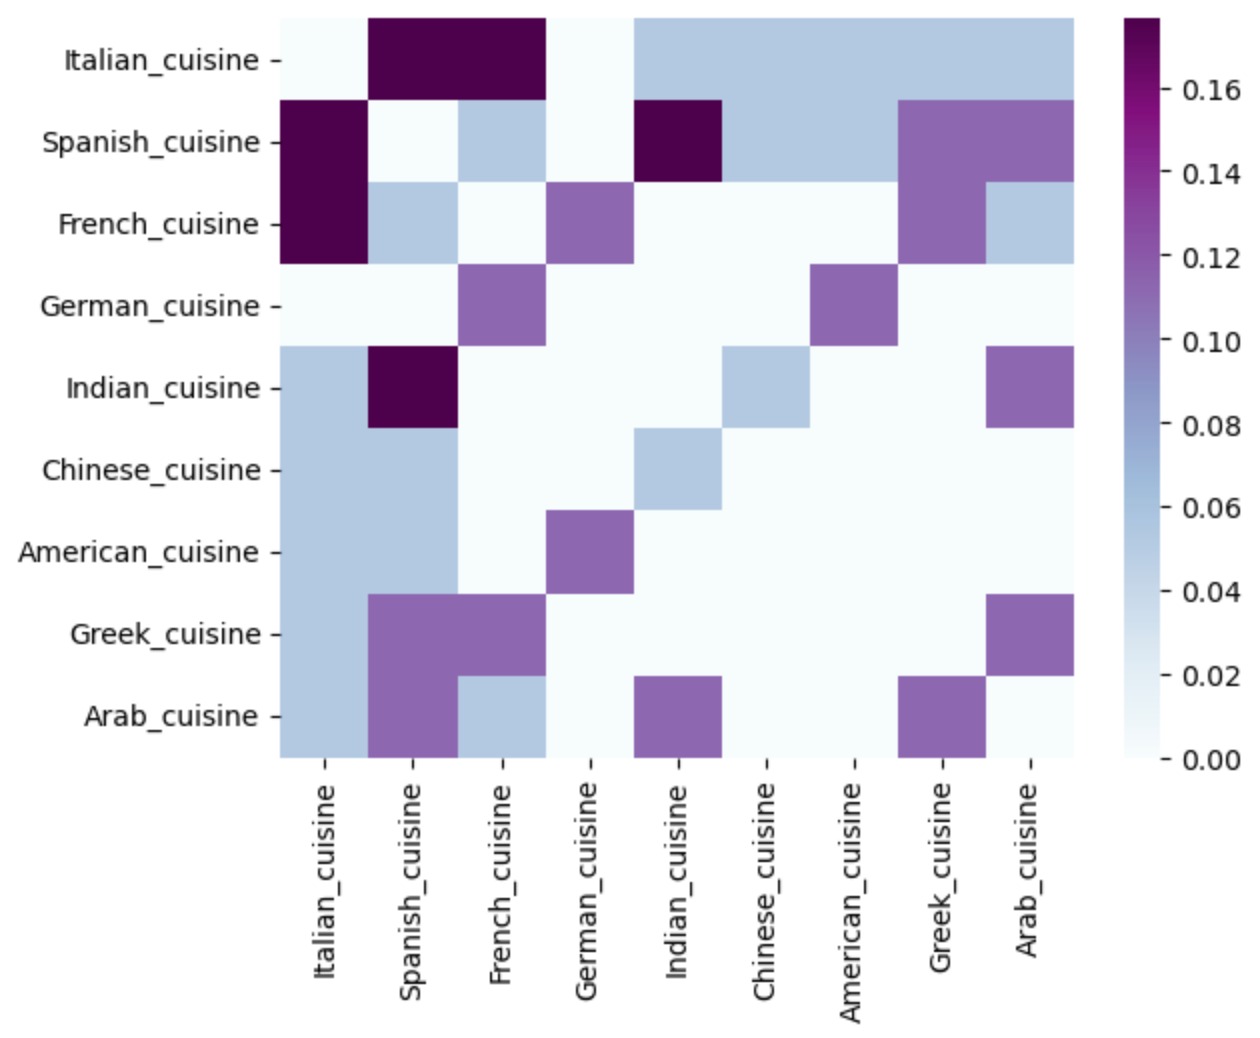 Italian_cuisine
Spanish_cuisine
French_cuisine
German_cuisine
Indian_cuisine
Chinese_cuisine
American_cuisine
Greek_cuisine
Arab_cuisine
Italian_cuisine
Spanish_cuisine
French_cuisine
German_cuisine
Indian_cuisine
Chinese_cuisine
American_cuisine
Greek_cuisine
Arab_cuisine
0.16
0.14
0.12
0.10
0.08
0.06
0.04
0.02
0.00